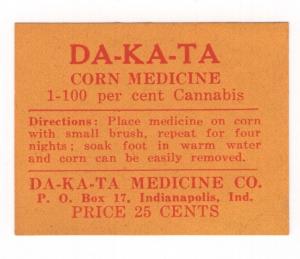 DA-KA-TA
CORN MEDICINE
1-100 per cent Cannabis
Directions: Place medicine on corn
with small brush, repeat for four
nights; soak foot in warm water
and corn can be easily removed.
DA-KA-TA MEDICINE CO.
P. O. Box 17, Indianapolis, Ind.
PRICE 25 CENTS